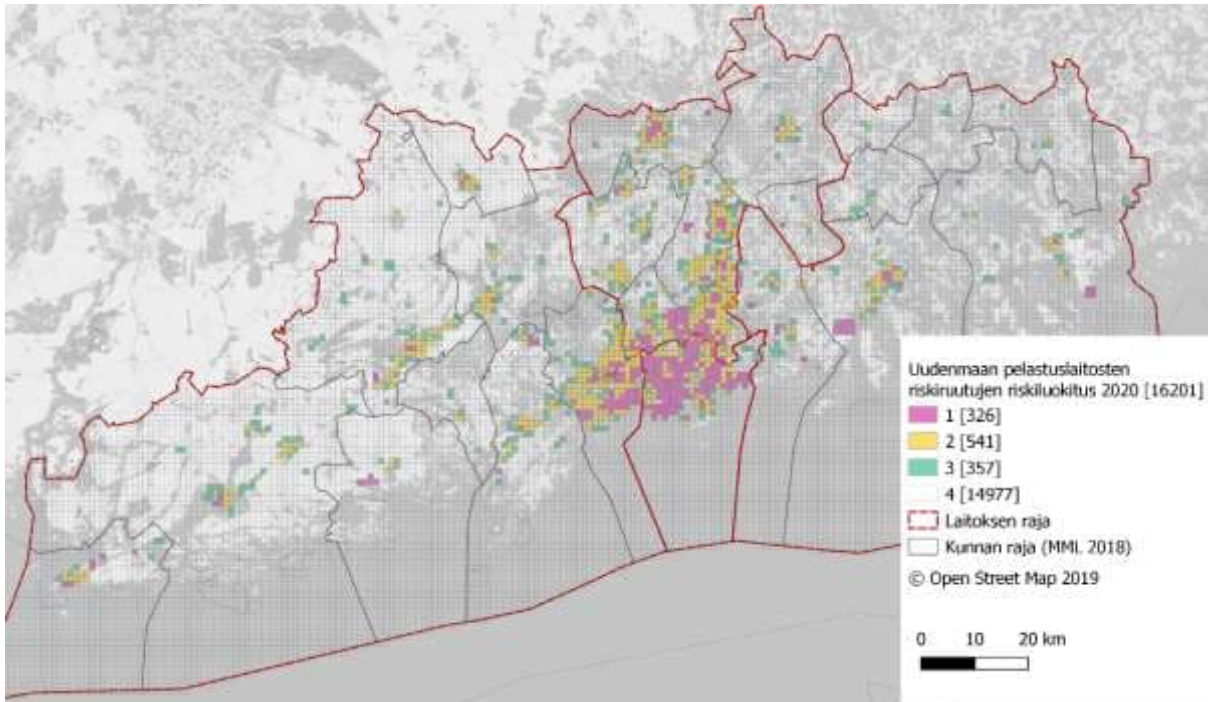 Uudenmaan pelastuslaitosten
riskiruutujen riskiluokitus 2020 [16201]
1 [326]
2 [541]
3 [357]
4 [14977]
Laitoksen raja
Kunnan raja (MML 2018)
© Open Street Map 2019
0 10 20 km